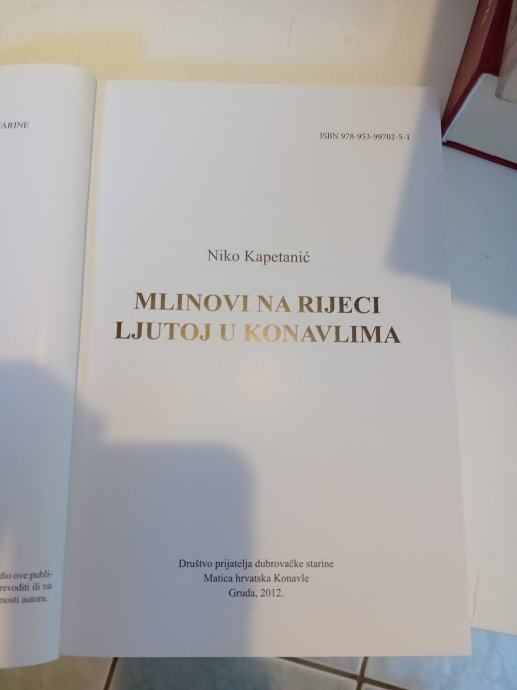 TARINE
ISBN 978-953-99702-5-1
Niko Kapetanić
MLINOVI NA RIJECI
LJUTOJ U KONAVLIMA
Društvo prijatelja dubrovačke starine
Matica hrvatska Konavle
Gruda, 2012.
dio ove publi-
revoditi ili na
nosti autora.